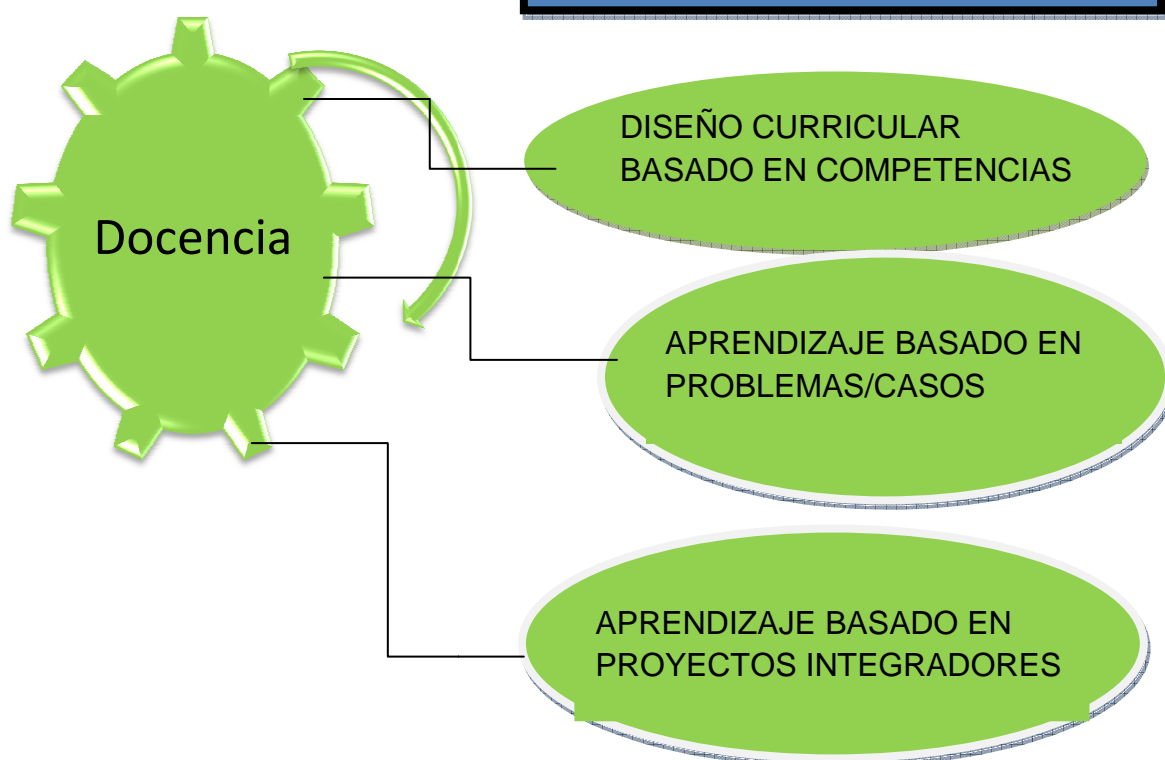 Docencia
DISEÑO CURRICULAR
BASADO EN COMPETENCIAS
APRENDIZAJE BASADO EN
PROBLEMAS/CASOS
APRENDIZAJE BASADO EN
PROYECTOS INTEGRADORES